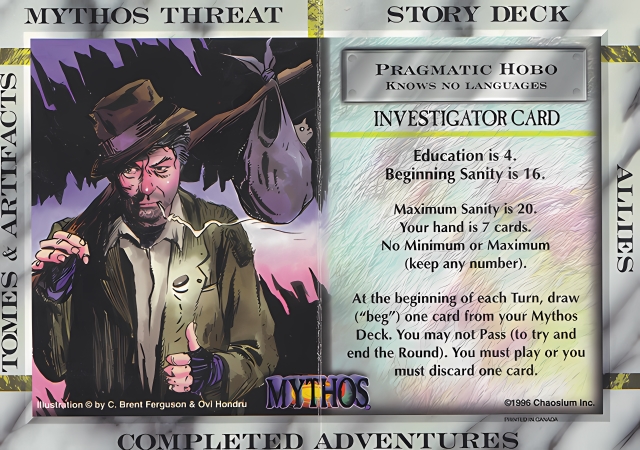 MYTHOS THREAT
STORY DECK
TOMES & ARTIFACTS
PRAGMATIC HOBO
KNOWS NO LANGUAGES
INVESTIGATOR CARD
Education is 4.
Beginning Sanity is 16.
Maximum Sanity is 20.
Your hand is 7 cards.
No Minimum or Maximum
(keep any number).
At the beginning of each Turn, draw
(“beg”) one card from your Mythos
Deck. You may not Pass (to try and
end the Round). You must play or you
must discard one card.
ALLIES
Illustration © by C. Brent Ferguson & Ovi Hondru
MYTHOS
©1996 Chaosium Inc.
PRINTED IN CANADA
COMPLETED ADVENTURES